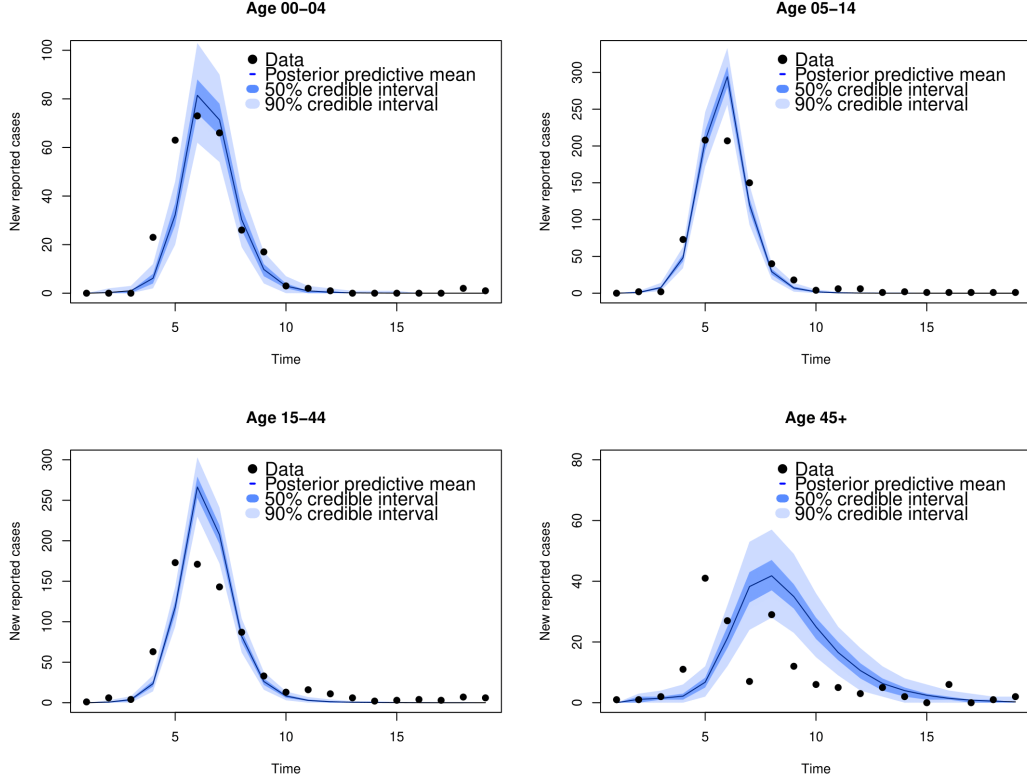 Age 00−04
New reported cases
0
20
40
60
80
100
Data
Posterior predictive mean
50% credible interval
90% credible interval
5
10
15
Time
Age 05−14
New reported cases
0
50
100
150
200
250
300
Data
Posterior predictive mean
50% credible interval
90% credible interval
5
10
15
Time
Age 15−44
New reported cases
0
50
100
150
200
250
300
Data
Posterior predictive mean
50% credible interval
90% credible interval
5
10
15
Time
Age 45+
New reported cases
0
20
40
60
80
Data
Posterior predictive mean
50% credible interval
90% credible interval
5
10
15
Time